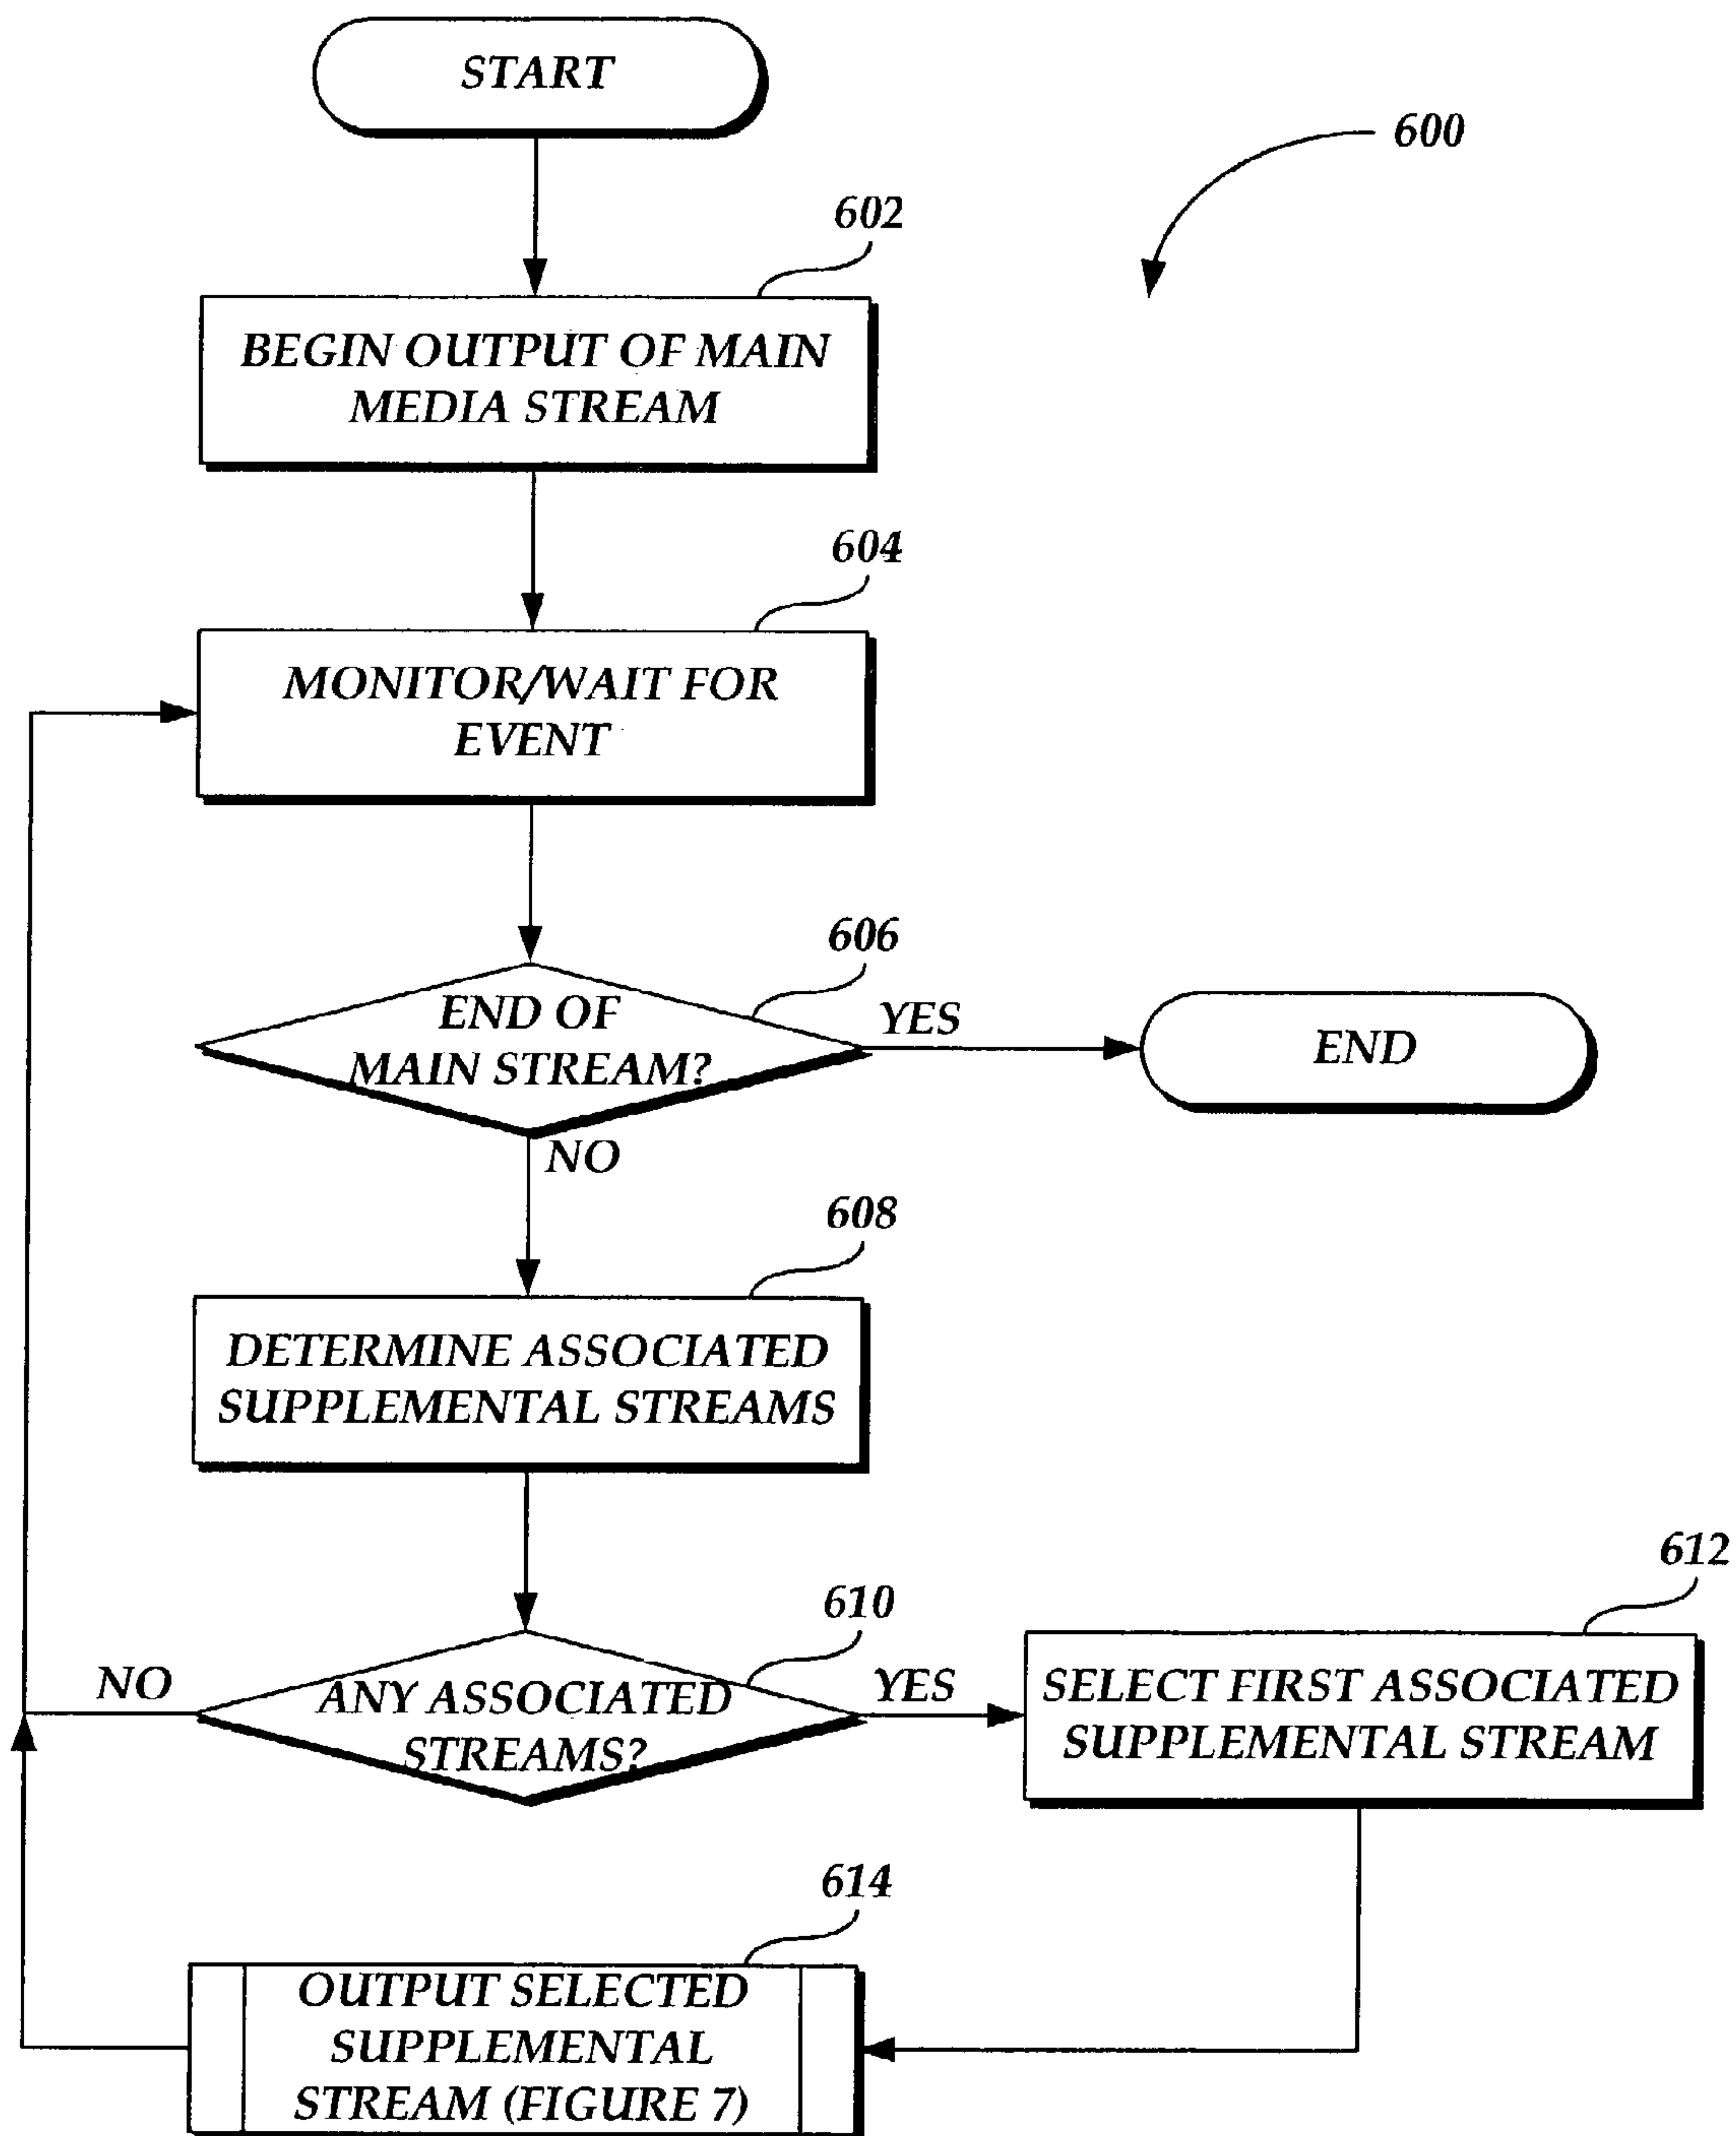 START
600
602
BEGIN OUTPUT OF MAIN
MEDIA STREAM
604
MONITOR/WAIT FOR
EVENT
606
END OF
MAIN STREAM?
YES
END
NO
608
DETERMINE ASSOCIATED
SUPPLEMENTAL STREAMS
610
612
NO
ANY ASSOCIATED
STREAMS?
YES
SELECT FIRST ASSOCIATED
SUPPLEMENTAL STREAM
614
OUTPUT SELECTED
SUPPLEMENTAL
STREAM (FIGURE 7)